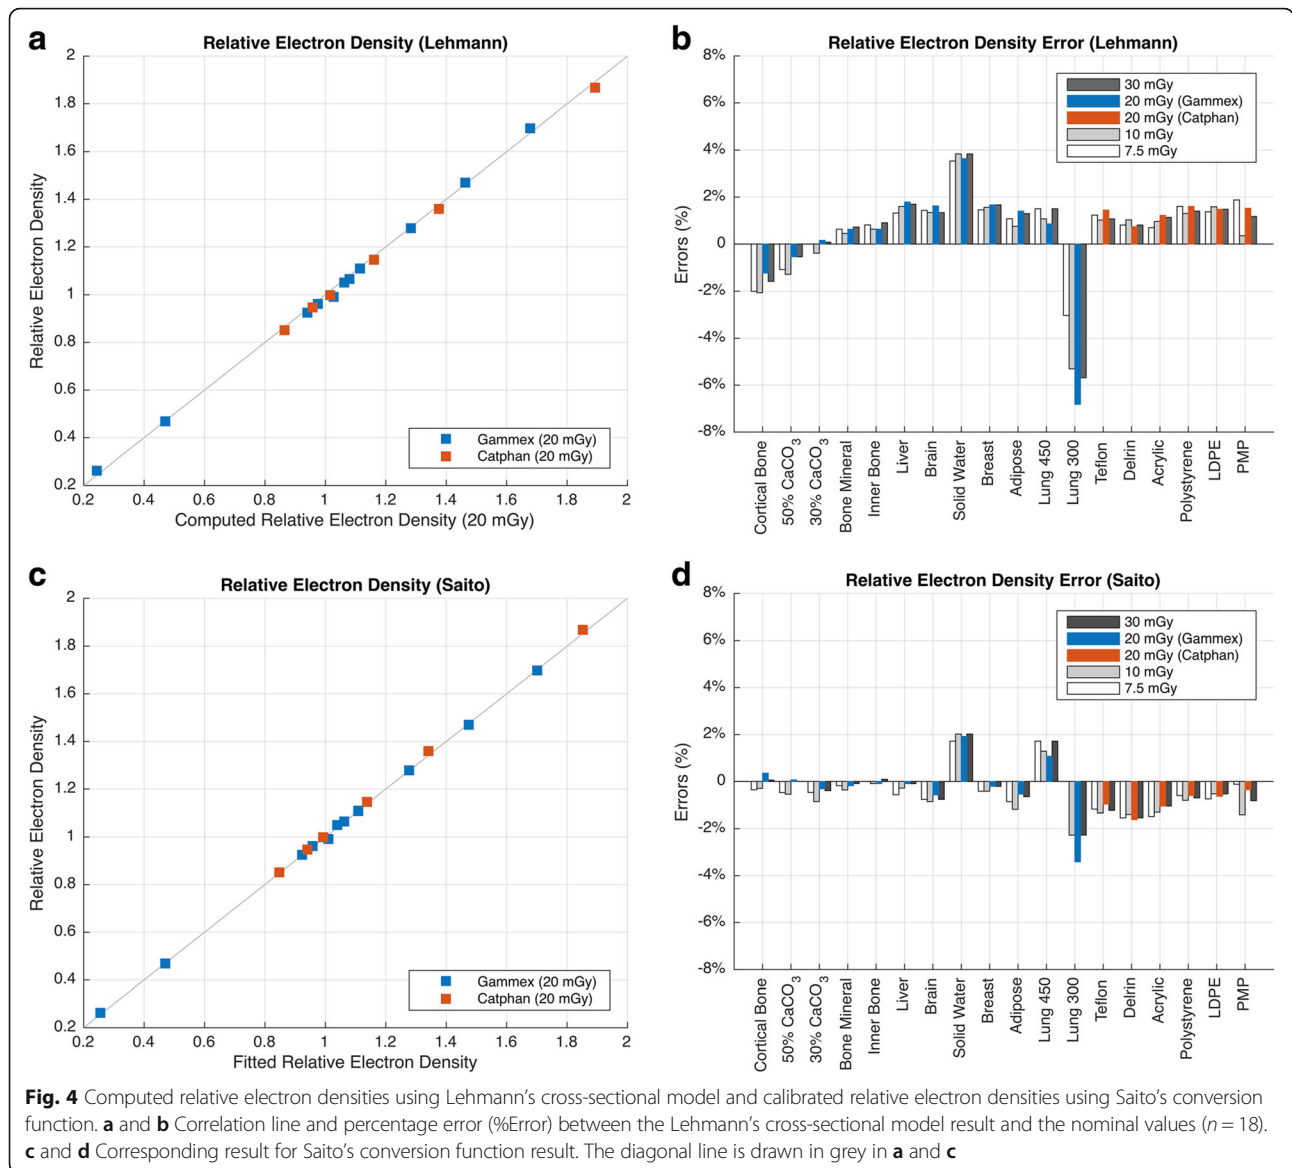 a
Relative Electron Density (Lehmann)
2
1.8
1.6
1.4
1.2
1
0.8
0.6
0.4
0.2
Relative Electron Density
Gammex (20 mGy)
Catphan (20 mGy)
0.2 0.4 0.6 0.8 1 1.2 1.4 1.6 1.8 2
Computed Relative Electron Density (20 mGy)
b
Relative Electron Density Error (Lehmann)
8%
6%
4%
2%
0
-2%
-4%
-6%
-8%
Errors (%)
30 mGy
20 mGy (Gammex)
20 mGy (Catphan)
10 mGy
7.5 mGy
Cortical Bone
50% CaCO₃
30% CaCO₃
Bone Mineral
Inner Bone
Liver
Brain
Solid Water
Breast
Adipose
Lung 450
Lung 300
Teflon
Delrin
Acrylic
Polystyrene
LDPE
PMP
c
Relative Electron Density (Saito)
2
1.8
1.6
1.4
1.2
1
0.8
0.6
0.4
0.2
Relative Electron Density
Gammex (20 mGy)
Catphan (20 mGy)
0.2 0.4 0.6 0.8 1 1.2 1.4 1.6 1.8 2
Fitted Relative Electron Density
d
Relative Electron Density Error (Saito)
8%
6%
4%
2%
0
-2%
-4%
-6%
-8%
Errors (%)
30 mGy
20 mGy (Gammex)
20 mGy (Catphan)
10 mGy
7.5 mGy
Cortical Bone
50% CaCO₃
30% CaCO₃
Bone Mineral
Inner Bone
Liver
Brain
Solid Water
Breast
Adipose
Lung 450
Lung 300
Teflon
Delrin
Acrylic
Polystyrene
LDPE
PMP
Fig. 4 Computed relative electron densities using Lehmann's cross-sectional model and calibrated relative electron densities using Saito's conversion
function. a and b Correlation line and percentage error (%Error) between the Lehmann's cross-sectional model result and the nominal values (n = 18).
c and d Corresponding result for Saito's conversion function result. The diagonal line is drawn in grey in a and c